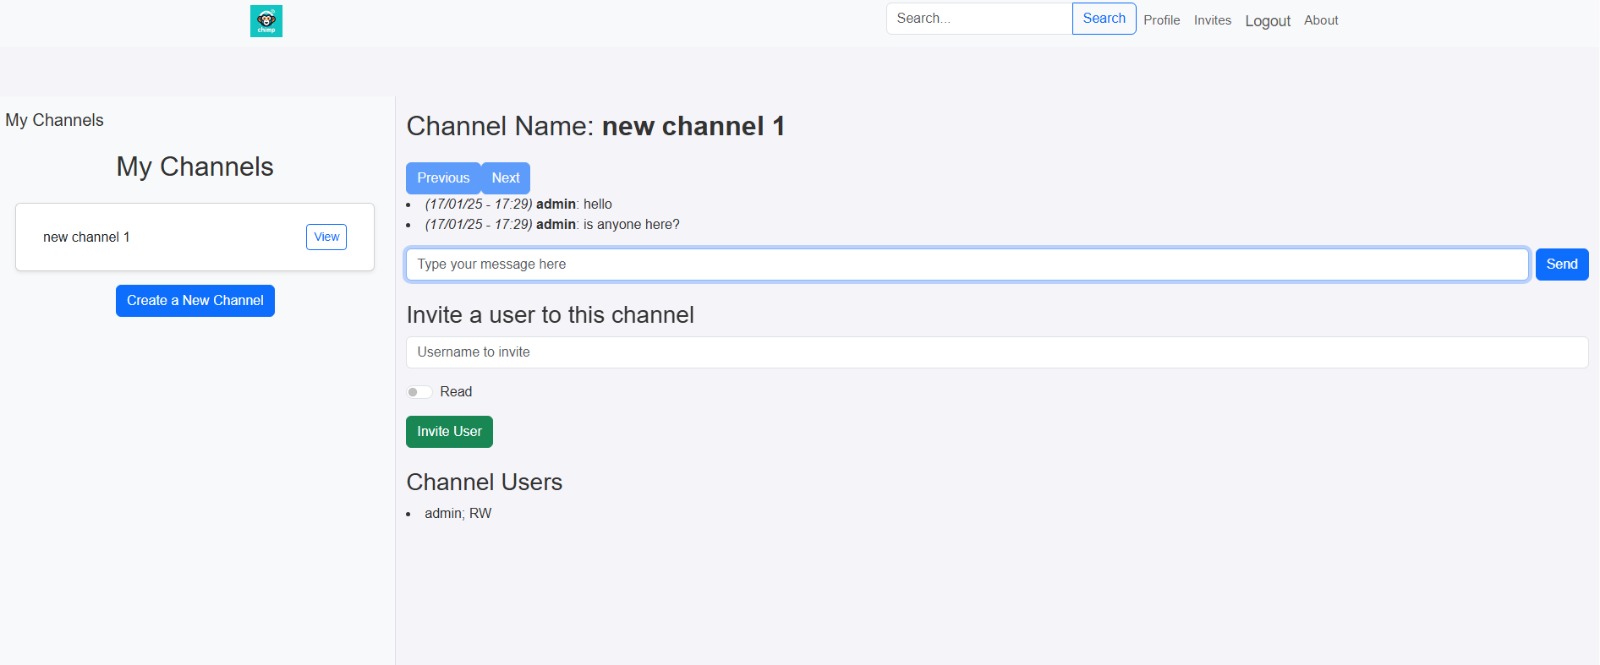 chimp
Search...
Search
Profile
Invites
Logout
About
My Channels
My Channels
new channel 1
View
Create a New Channel
Channel Name: new channel 1
Previous
Next
(17/01/25 - 17:29) admin: hello
(17/01/25 - 17:29) admin: is anyone here?
Type your message here
Send
Invite a user to this channel
Username to invite
Read
Invite User
Channel Users
admin; RW